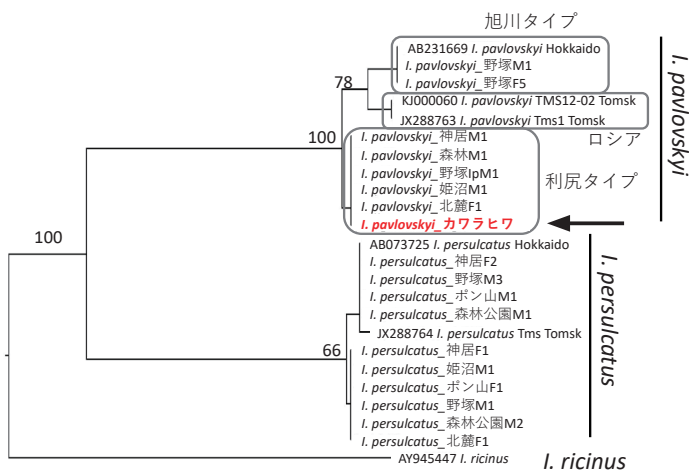 旭川タイプ
AB231669 I. pavlovskyi Hokkaido
I. pavlovskyi_野塚M1
78
I. pavlovskyi_野塚F5
KJ000060 I. pavlovskyi TMS12-02 Tomsk
JX288763 I. pavlovskyi Tms1 Tomsk
ロシア
I. pavlovskyi
100
I. pavlovskyi_神居M1
I. pavlovskyi_森林M1
I. pavlovskyi_野塚IpM1
利尻タイプ
I. pavlovskyi_姫沼M1
I. pavlovskyi_北麓F1
I. pavlovskyi_カワラヒワ
100
AB073725 I. persulcatus Hokkaido
I. persulcatus_神居F2
I. persulcatus_野塚M3
I. persulcatus_ポン山M1
I. persulcatus_森林公園M1
JX288764 I. persulcatus Tms Tomsk
I. persulcatus
66
I. persulcatus_神居F1
I. persulcatus_姫沼M1
I. persulcatus_ポン山F1
I. persulcatus_野塚M1
I. persulcatus_森林公園M2
I. persulcatus_北麓F1
AY945447 I. ricinus
I. ricinus